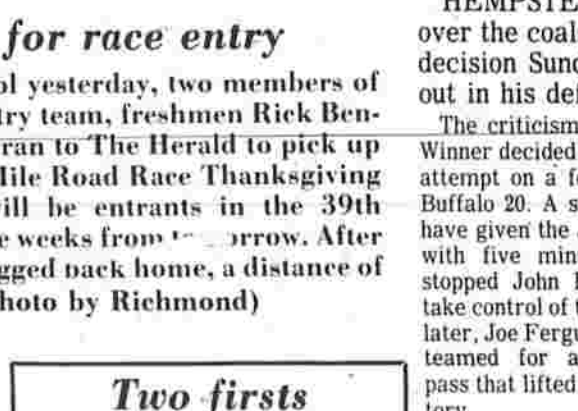 for race entry
ol yesterday, two members of
try team, freshmen Rick Ben-
ran to The Herald to pick up
Mile Road Race Thanksgiving
ill be entrants in the 39th
e weeks from orrow. After
gged back home, a distance of
hoto by Richmond)
Two firsts
HEMPSTE
over the coal
decision Sund
out in his def
The criticism
Winner decided
attempt on a f
Buffalo 20. A s
have given the
with five min
stopped John
take control of t
later, Joe Fergu
teamed for a
pass that lifted
tory